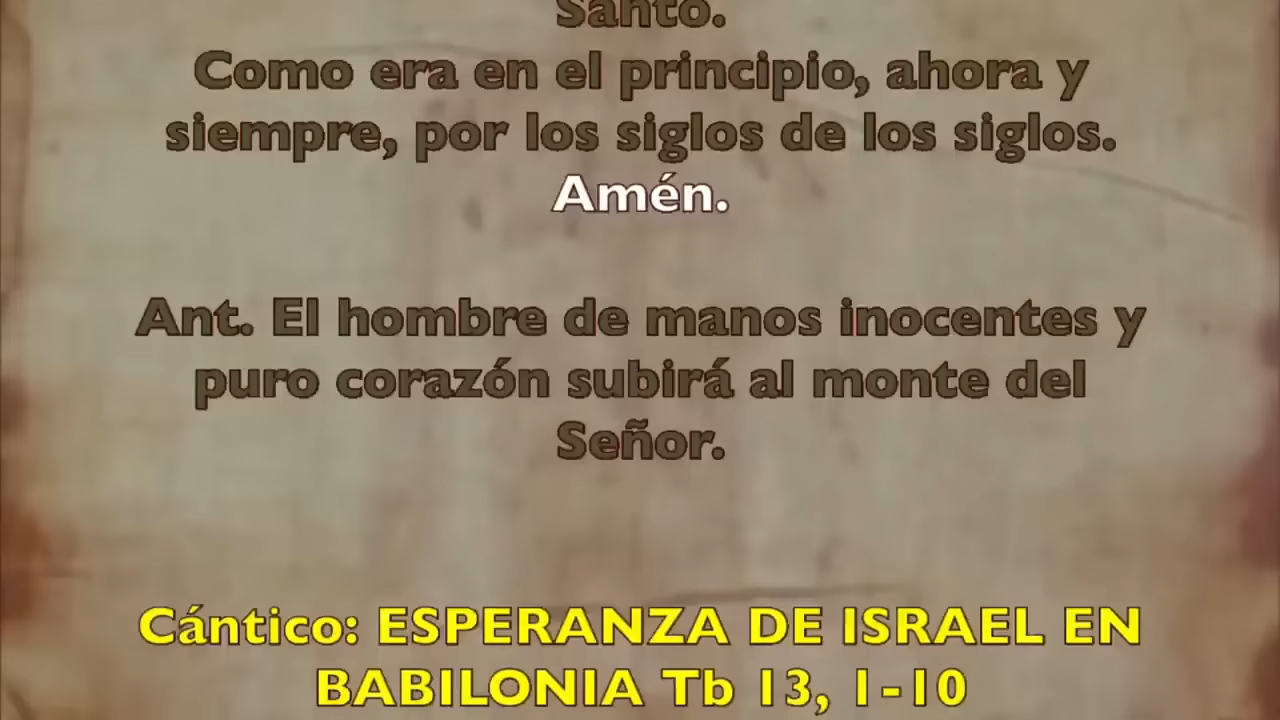 Santo.
Como era en el principio, ahora y
siempre, por los siglos de los siglos.
Amén.
Ant. El hombre de manos inocentes y
puro corazón subirá al monte del
Señor.
Cántico: ESPERANZA DE ISRAEL EN
BABILONIA Tb 13, 1-10